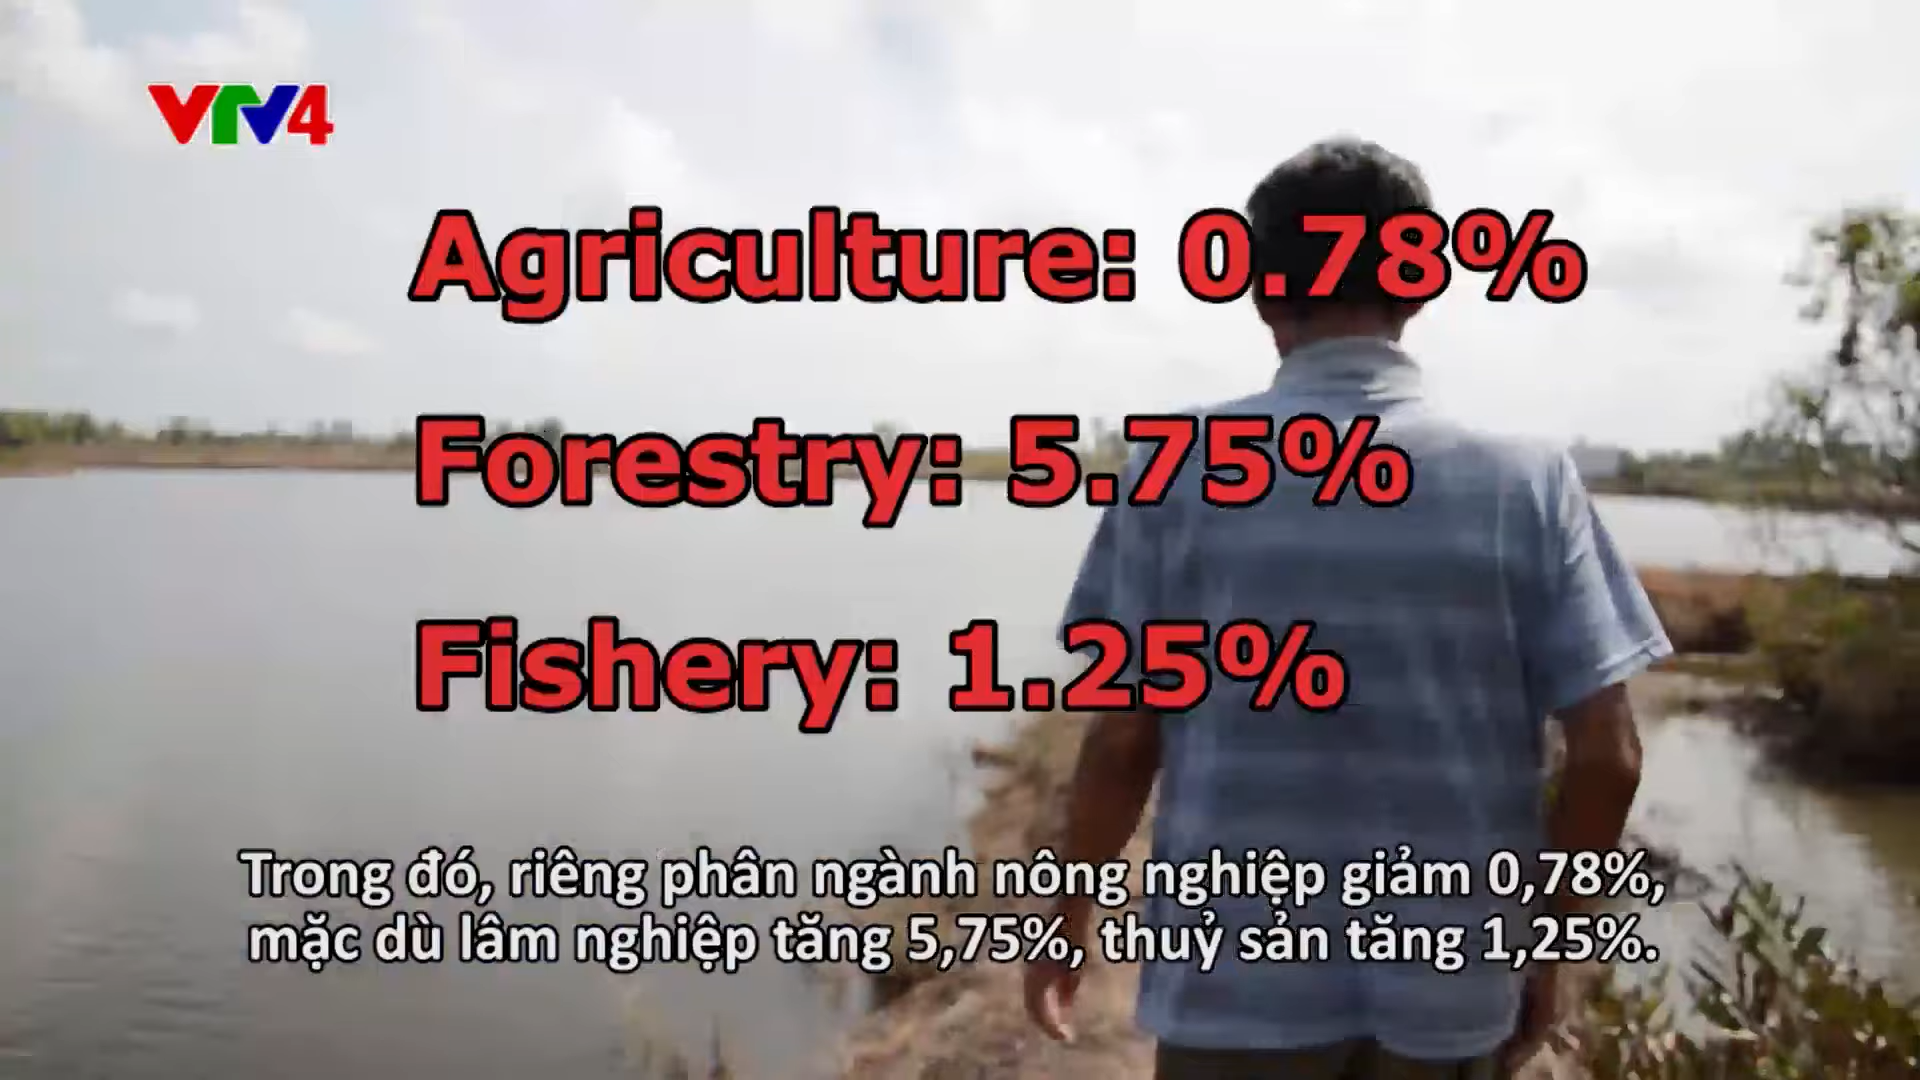 VTV4
Agriculture: 0.78%
Forestry: 5.75%
Fishery: 1.25%
Trong đó, riêng phân ngành nông nghiệp giảm 0,78%,
mặc dù lâm nghiệp tăng 5,75%, thuỷ sản tăng 1,25%.